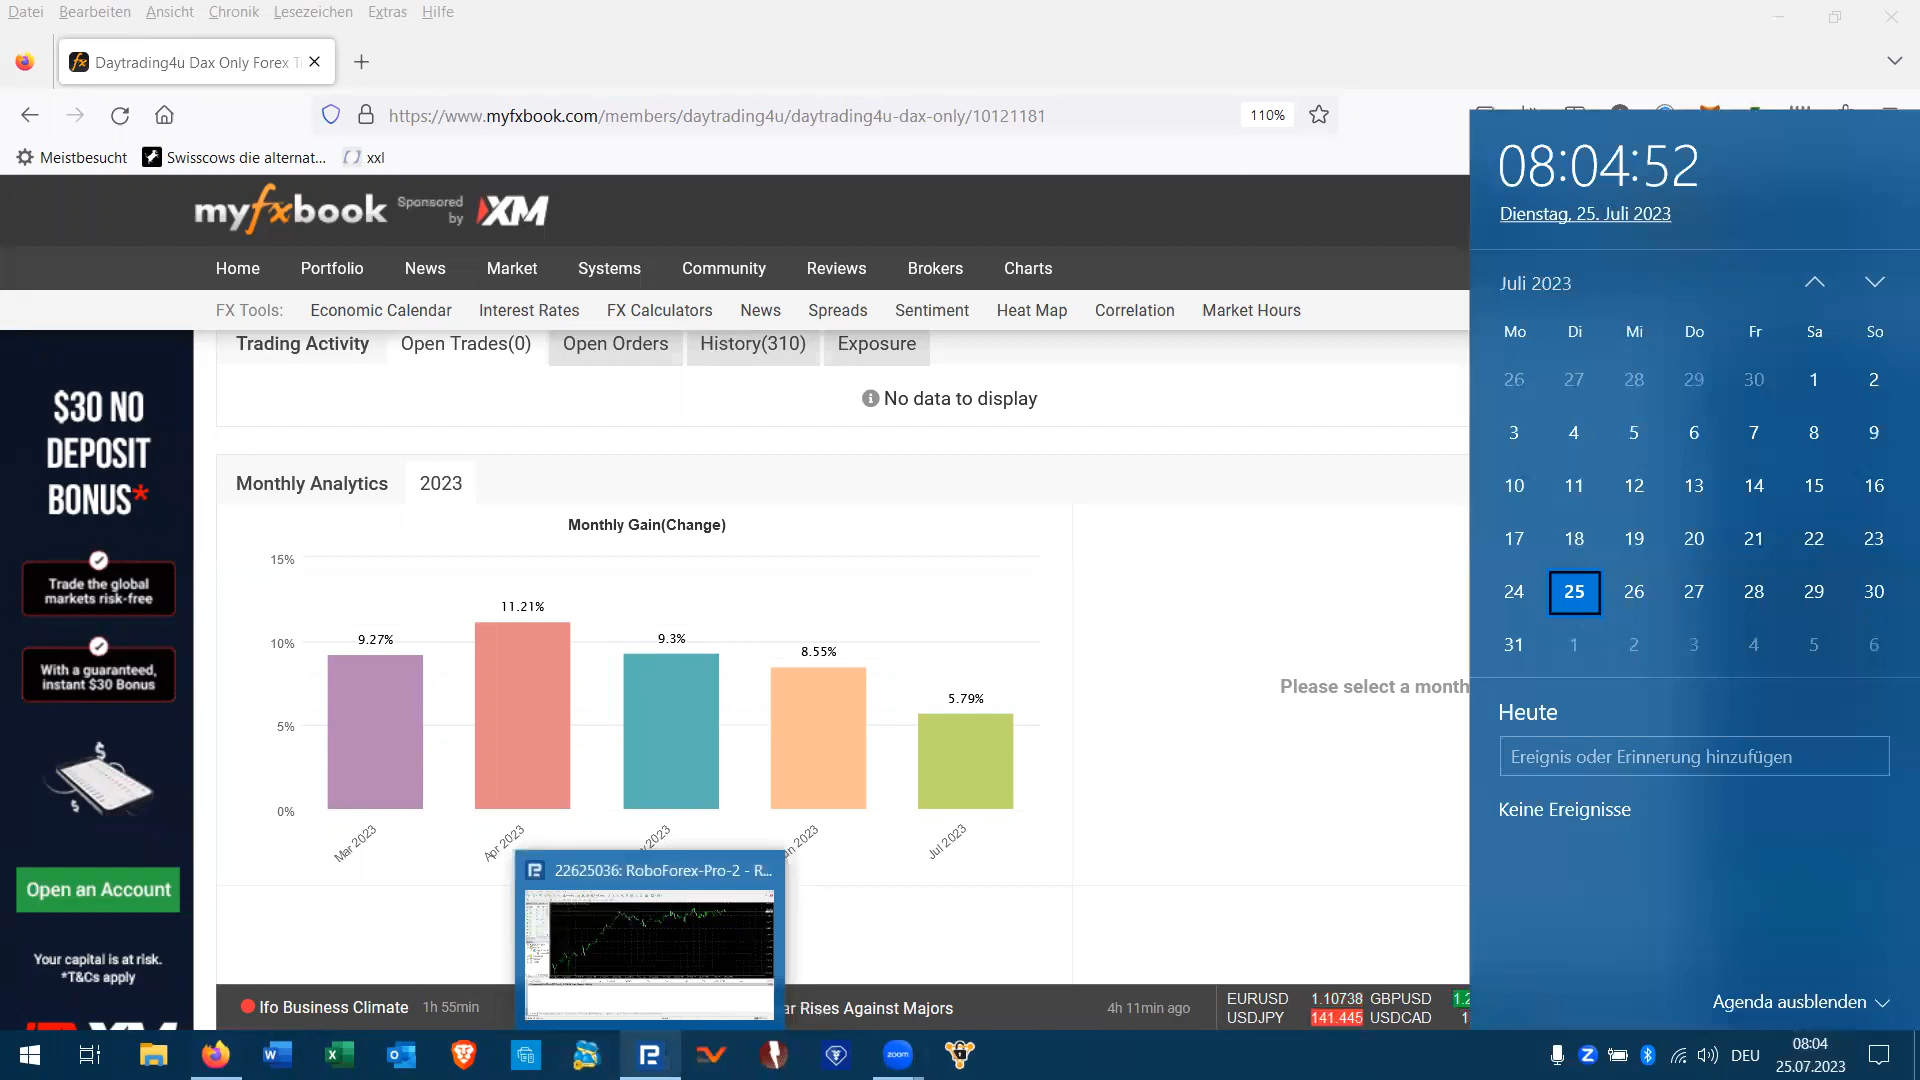 Datei Bearbeiten Ansicht Chronik Lesezeichen Extras Hilfe
Daytrading4u Dax Only Forex T
https://www.myfxbook.com/members/daytrading4u/daytrading4u-dax-only/10121181
110%
Meistbesucht Swisscows die alternat... xxl
myfxbook Sponsored by XM
Home Portfolio News Market Systems Community Reviews Brokers Charts
FX Tools: Economic Calendar Interest Rates FX Calculators News Spreads Sentiment Heat Map Correlation Market Hours
Trading Activity Open Trades(0) Open Orders History(310) Exposure
No data to display
Monthly Analytics 2023
Monthly Gain(Change)
15%
10%
5%
0%
9.27%
11.21%
9.3%
8.55%
5.79%
Mar 2023
Apr 2023
2023
2023
Jul 2023
Please select a month
$30 NO
DEPOSIT
BONUS*
Trade the global
markets risk-free
With a guaranteed,
instant $30 Bonus
$
$
Open an Account
Your capital is at risk.
*T&Cs apply
22625036: RoboForex-Pro-2 - R...
Ifo Business Climate 1h 55min
ar Rises Against Majors 4h 11min ago
EURUSD 1.10738 GBPUSD 1.2
USDJPY 141.445 USDCAD 1
08:04:52
Dienstag, 25. Juli 2023
Juli 2023
Mo Di Mi Do Fr Sa So
26 27 28 29 30 1 2
3 4 5 6 7 8 9
10 11 12 13 14 15 16
17 18 19 20 21 22 23
24 25 26 27 28 29 30
31 1 2 3 4 5 6
Heute
Ereignis oder Erinnerung hinzufügen
Keine Ereignisse
Agenda ausblenden
zoom
DEU
08:04
25.07.2023